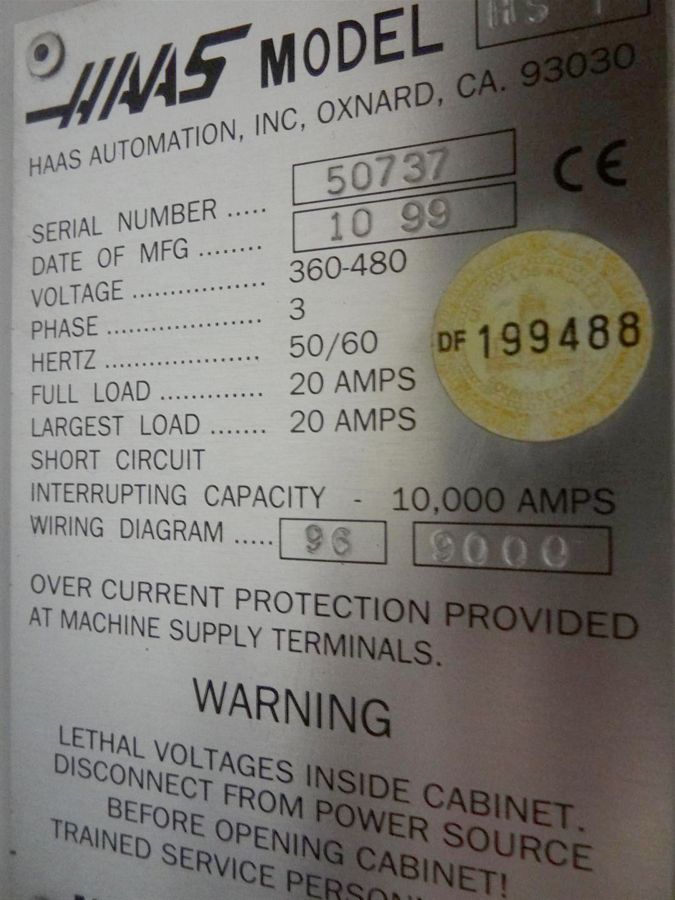 HAAS MODEL HS 1
HAAS AUTOMATION, INC, OXNARD, CA. 93030
SERIAL NUMBER ..... 50737
DATE OF MFG ........ 10 99
CE
VOLTAGE ................ 360-480
PHASE .................... 3
HERTZ .................... 50/60
DF 199488
FULL LOAD ............. 20 AMPS
LARGEST LOAD ....... 20 AMPS
SHORT CIRCUIT
INTERRUPTING CAPACITY - 10,000 AMPS
WIRING DIAGRAM ..... 96 9000
OVER CURRENT PROTECTION PROVIDED
AT MACHINE SUPPLY TERMINALS.
WARNING
LETHAL VOLTAGES INSIDE CABINET.
DISCONNECT FROM POWER SOURCE
BEFORE OPENING CABINET!
TRAINED SERVICE